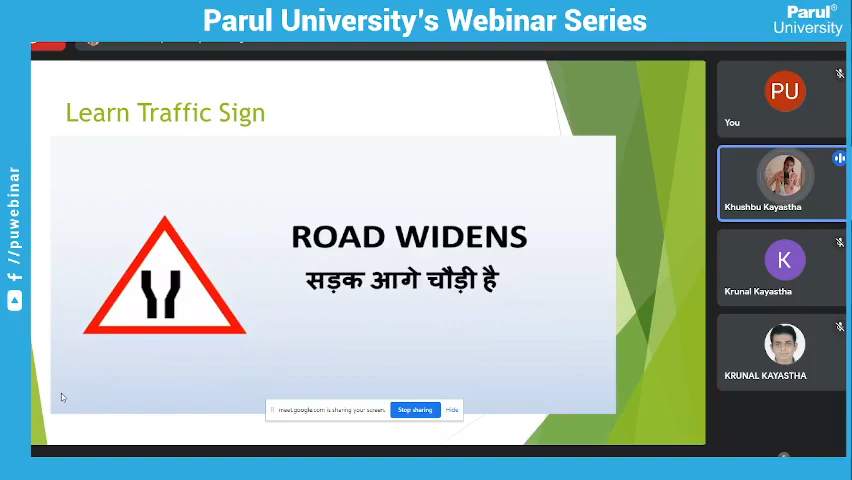 Parul University's Webinar Series
Parul®
University
Learn Traffic Sign
ROAD WIDENS
सड़क आगे चौड़ी है
meet.google.com is sharing your screen.
Stop sharing
Hide
PU
You
Khushbu Kayastha
K
Krunal Kayastha
KRUNAL KAYASTHA
f //puwebinar